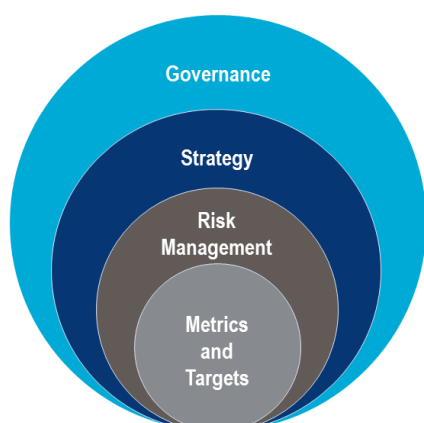 Governance
Strategy
Risk
Management
Metrics
and
Targets